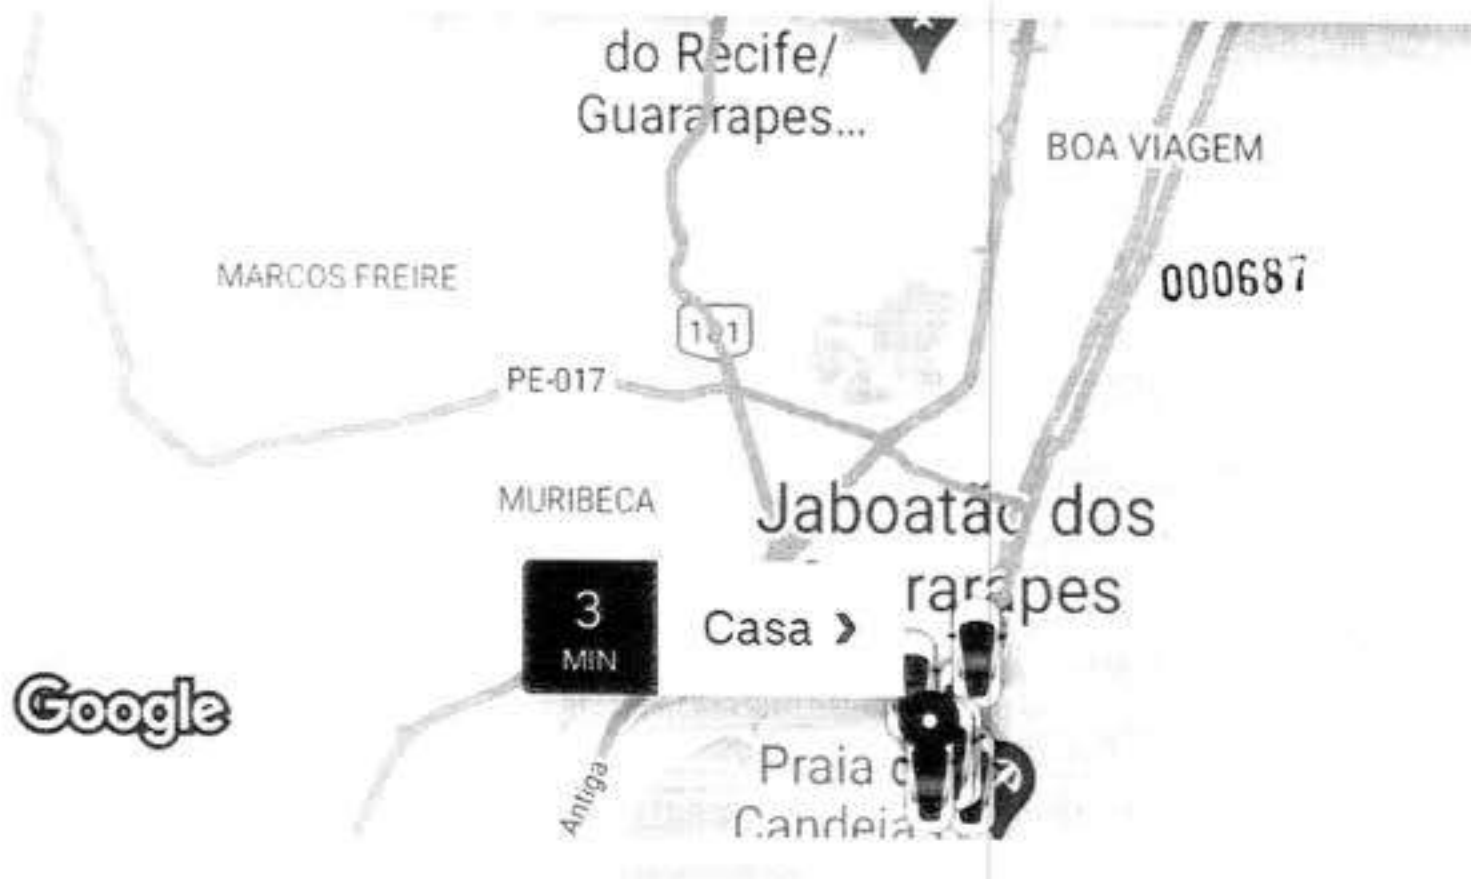 do Recife/
Guararapes...
BOA VIAGEM
MARCOS FREIRE
000687
PE-017
MURIBECA
Jaboatão dos
rarapes
3
MIN
Casa ›
Google
Antiga
Praia
Candeia